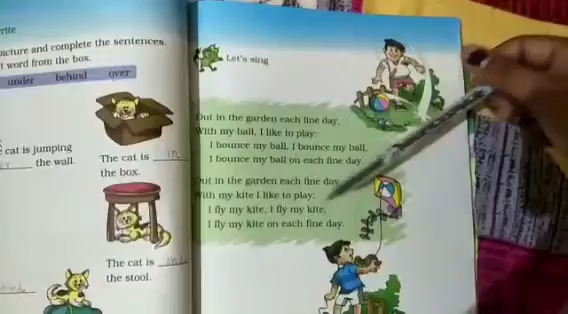 rite
picture and complete the sentences.
t word from the box.
under behind over
cat is jumping
er the wall.
The cat is in
the box.
The cat is
the stool.
Let's sing
Out in the garden each fine day,
With my ball, I like to play;
I bounce my ball, I bounce my ball,
I bounce my ball on each fine day.
Out in the garden each fine day
With my kite I like to play;
I fly my kite, I fly my kite,
I fly my kite on each fine day.